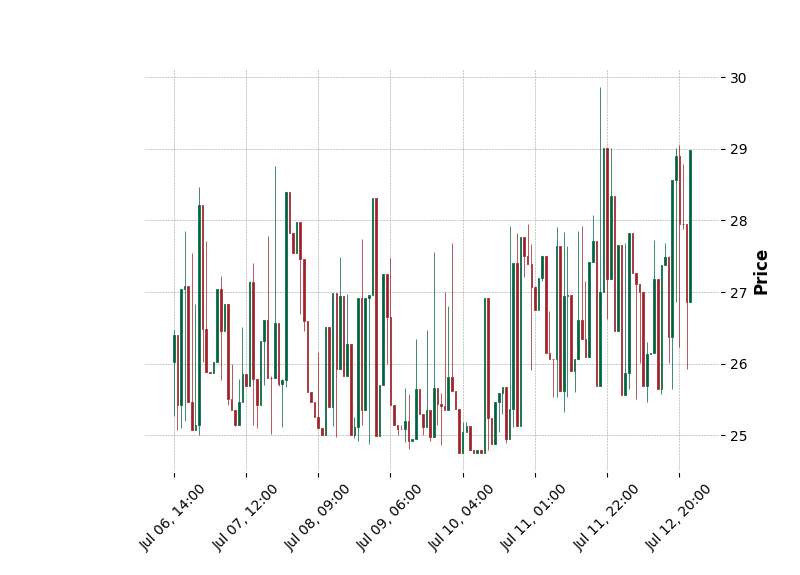 30
29
28
27
26
25
Price
Jul 06, 14:00
Jul 07, 12:00
Jul 08, 09:00
Jul 09, 06:00
Jul 10, 04:00
Jul 11, 01:00
Jul 11, 22:00
Jul 12, 20:00